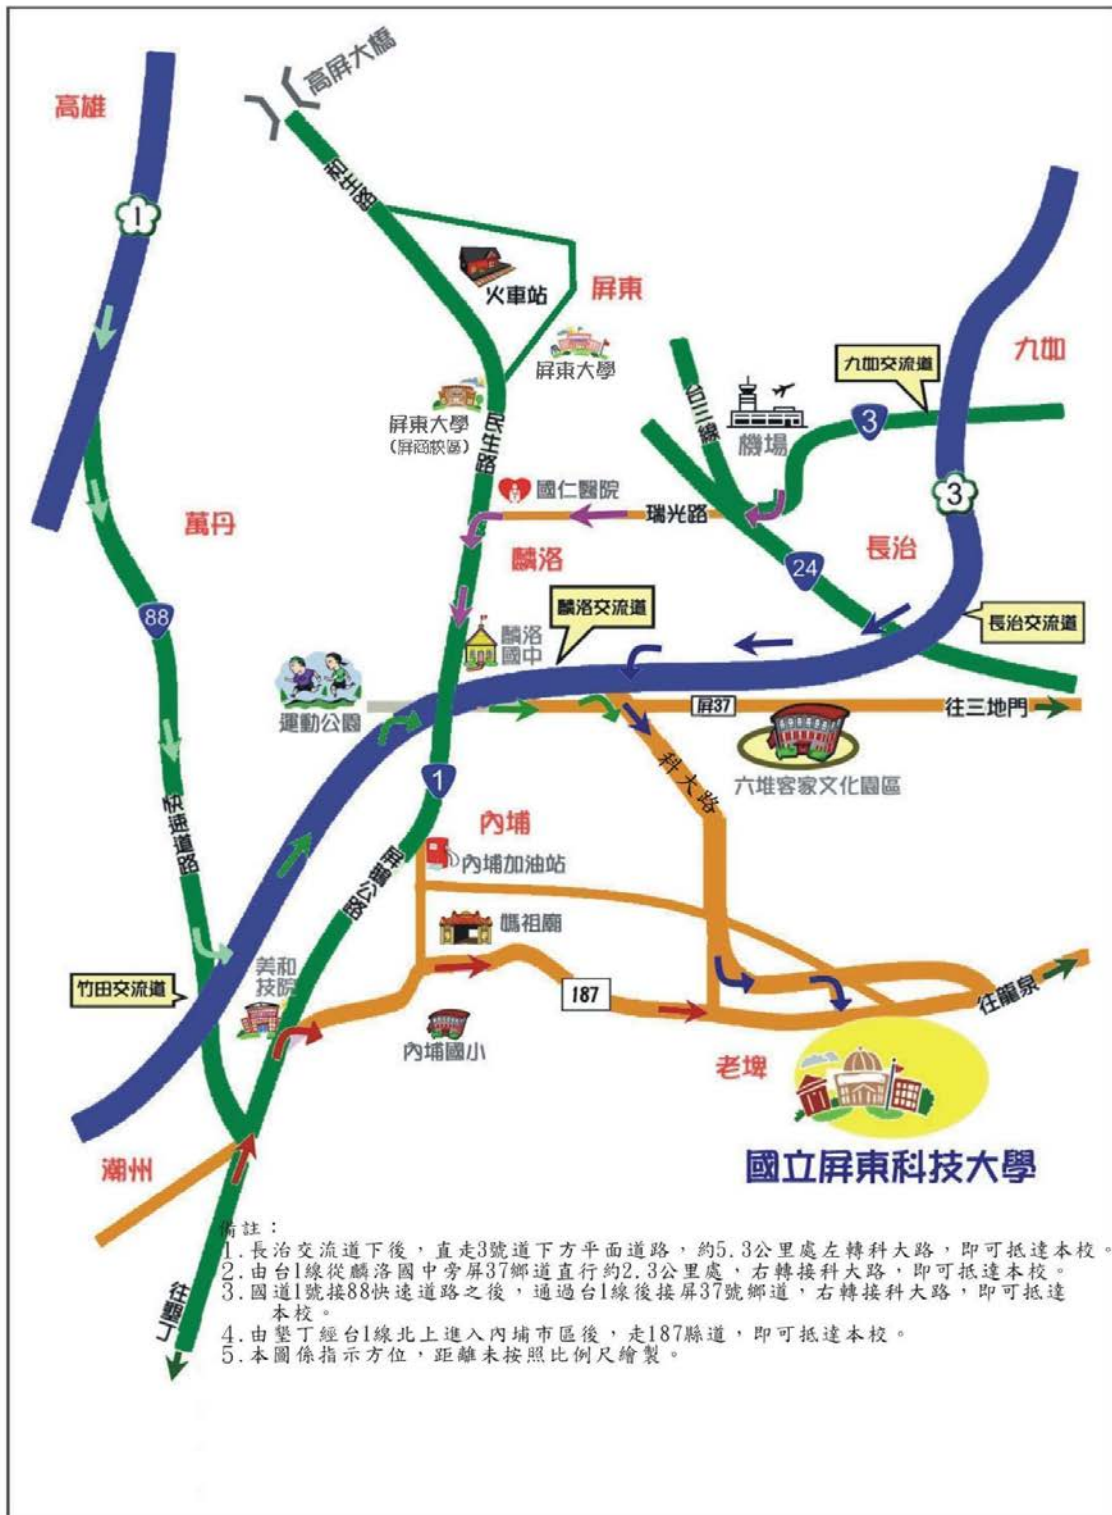 高屏大橋
高雄
1
和生路
火車站
屏東
屏東大學
九如
九如交流道
台三線
3
機場
屏東大學
(屏商校區)
民生路
國仁醫院
瑞光路
3
萬丹
麟洛
長治
24
88
麟洛交流道
長治交流道
麟洛
國中
運動公園
屏37
往三地門
科大路
六堆客家文化園區
1
快速道路
內埔
內埔加油站
屏鵝公路
媽祖廟
美和
技院
竹田交流道
187
往龍泉
內埔國小
老埤
潮州
國立屏東科技大學
往墾丁
備註：
1.長治交流道下後，直走3號道下方平面道路，約5.3公里處左轉科大路，即可抵達本校。
2.由台1線從麟洛國中旁屏37鄉道直行約2.3公里處，右轉接科大路，即可抵達本校。
3.國道1號接88快速道路之後，通過台1線後接屏37號鄉道，右轉接科大路，即可抵達
本校。
4.由墾丁經台1線北上進入內埔市區後，走187縣道，即可抵達本校。
5.本圖係指示方位，距離未按照比例尺繪製。